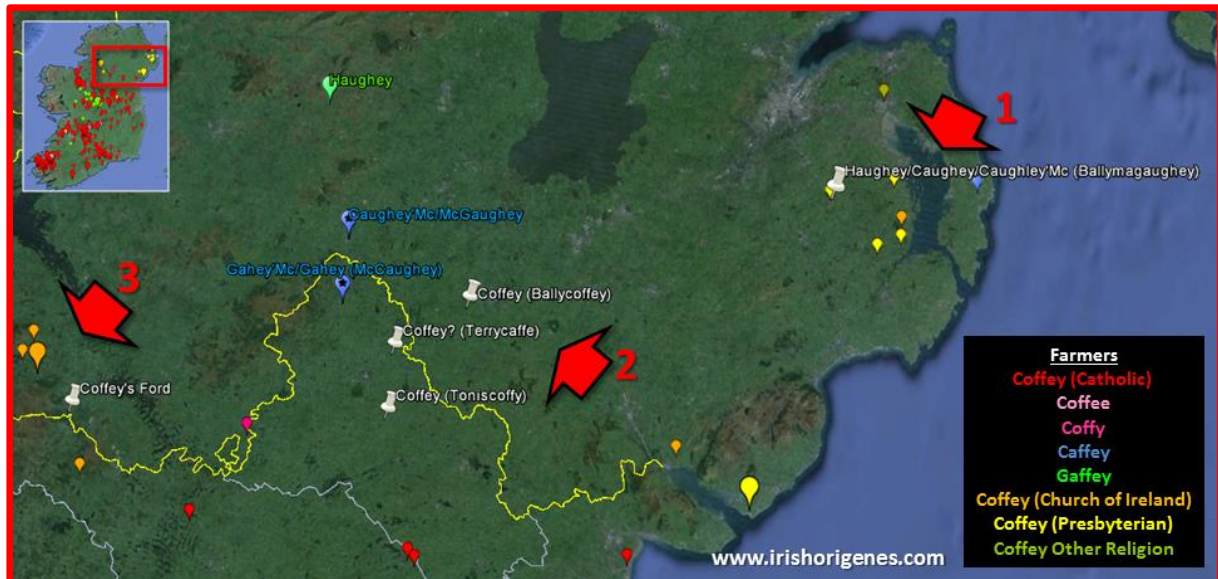 Haughey
1
Haughey/Caughey/Caughley'Mc (Ballymagaughey)
Caughey'Mc/McGaughey
Gahey'Mc/Gahey (McCaughey)
3
Coffey (Ballycoffey)
Coffey? (Terrycaffe)
2
Coffey's Ford
Coffey (Toniscoffy)
Farmers
Coffey (Catholic)
Coffee
Coffy
Caffey
Gaffey
Coffey (Church of Ireland)
Coffey (Presbyterian)
Coffey Other Religion
www.irishorigenes.com